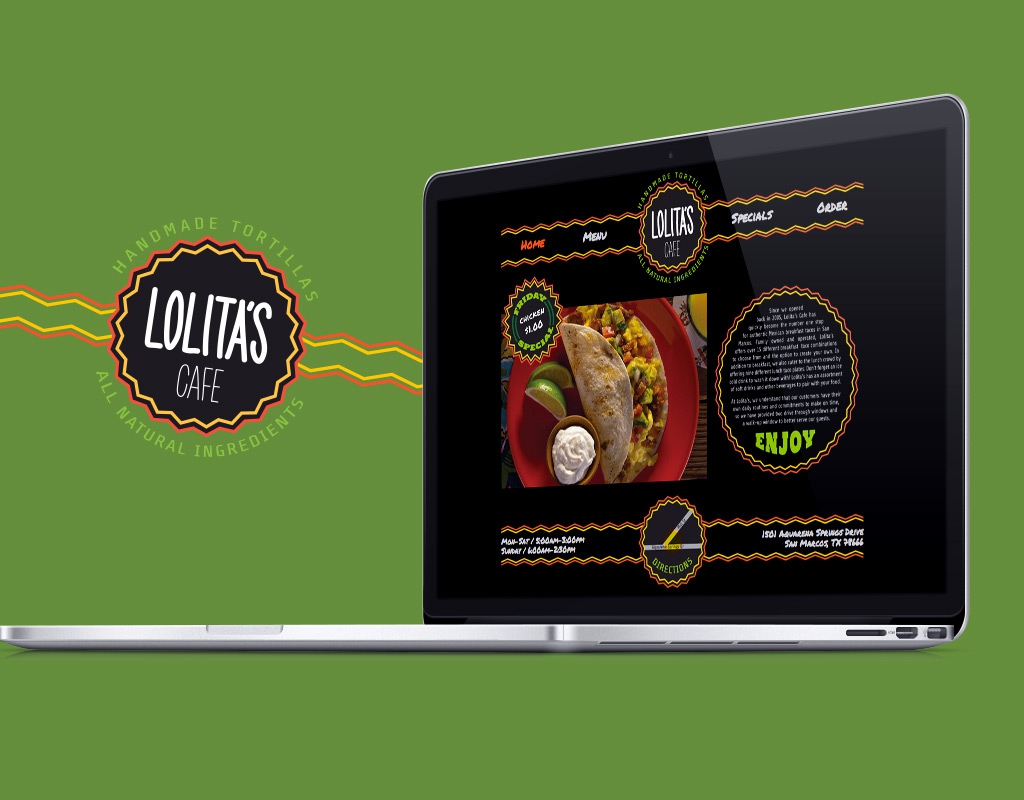 HANDMADE TORTILLAS
LOLITA'S
CAFE
ALL NATURAL INGREDIENTS
HANDMADE TORTILLAS
LOLITA'S
CAFE
ALL NATURAL INGREDIENTS
HOME
MENU
SPECIALS
ORDER
FRIDAY
CHICKEN
$1.00
SPECIAL
Since we opened
back in 2005, Lolita's Cafe has
quickly become the number one stop
for authentic Mexican breakfast tacos in San
Marcos. Family owned and operated, Lolita's
offers over 15 different breakfast taco combinations
to choose from and the option to create your own. In
addition to breakfast, we also cater to the lunch crowd by
offering nine different lunch taco plates. Don't forget an ice
cold drink to wash it down with! Lolita's has an assortment
of soft drinks and other beverages to pair with your food.
At Lolita's, we understand that our customers have their
own daily routines and commitments to make on time,
so we have provided two drive through windows and
a walk-up window to better serve our guests.
ENJOY
MON-SAT /
SUNDAY / 6:00AM-2:30PM
DIRECTIONS
1501 AQUARENA SPRINGS DRIVE
SAN MARCOS, TX 78666